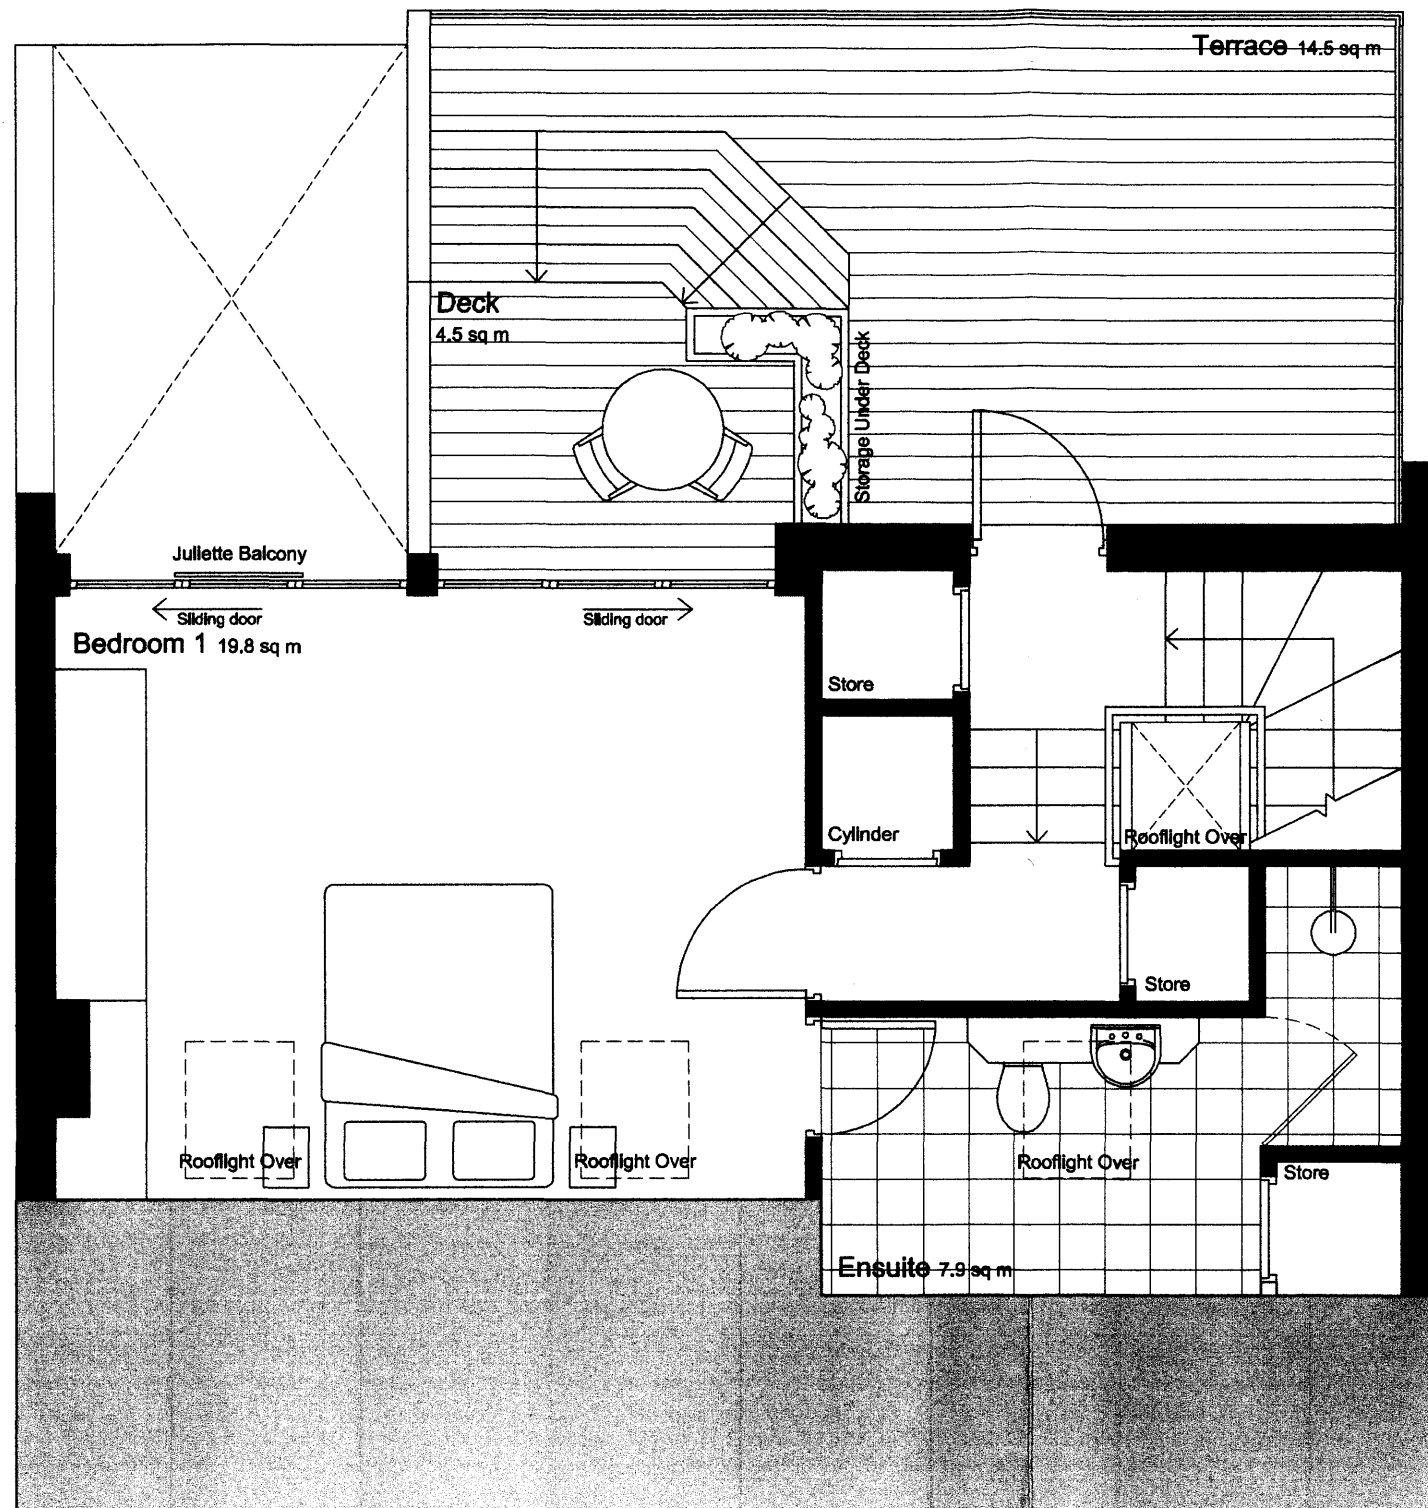 Terrace 14.5 sq m
Deck
4.5 sq m
Storage Under Deck
Juliette Balcony
Sliding door
Sliding door
Bedroom 1 19.8 sq m
Store
Cylinder
Rooflight Over
Store
Rooflight Over
Rooflight Over
Rooflight Over
Store
Ensuite 7.9 sq m